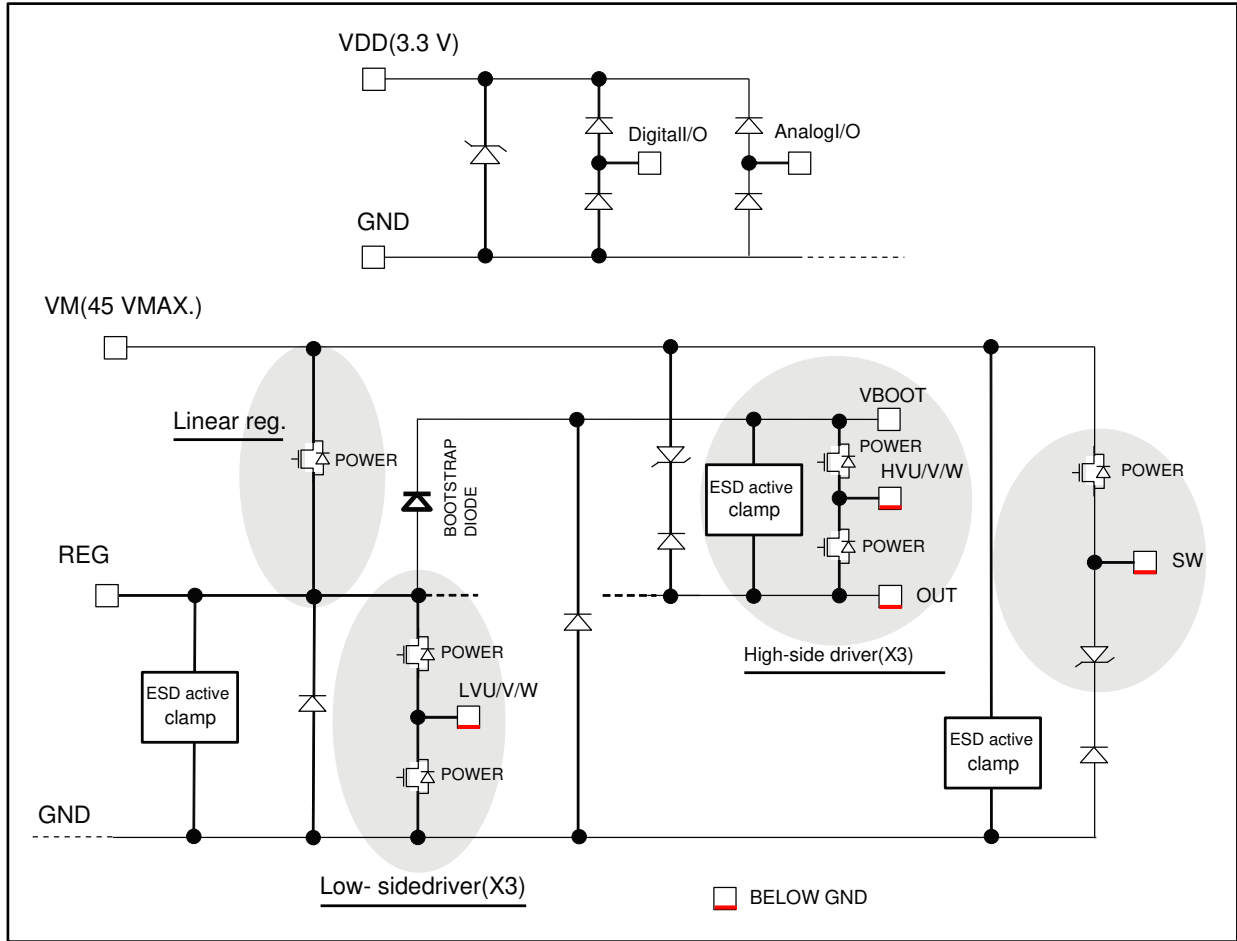 VDD(3.3 V)
DigitalI/O
AnalogI/O
GND
VM(45 VMAX.)
Linear reg.
POWER
BOOTSTRAP
DIODE
VBOOT
POWER
ESD active
clamp
HVU/V/W
POWER
POWER
SW
REG
OUT
High-side driver(X3)
POWER
ESD active
clamp
LVU/V/W
POWER
ESD active
clamp
GND
Low- sidedriver(X3)
BELOW GND